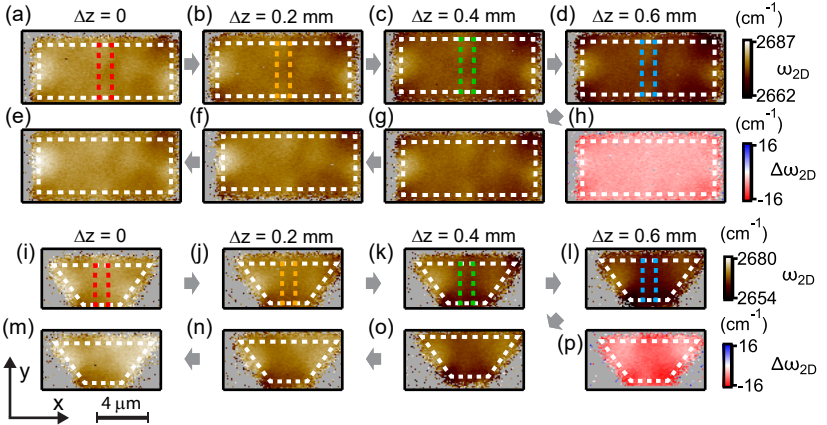 (a) Δz = 0 (b) Δz = 0.2 mm (c) Δz = 0.4 mm (d) Δz = 0.6 mm (cm⁻¹)
2687
ω2D
2662
(e) (f) (g) (h) (cm⁻¹)
16
Δω2D
-16
(i) Δz = 0 (j) Δz = 0.2 mm (k) Δz = 0.4 mm (l) Δz = 0.6 mm (cm⁻¹)
2680
ω2D
2654
(m) (n) (o) (p) (cm⁻¹)
16
Δω2D
-16
y
x
4 μm